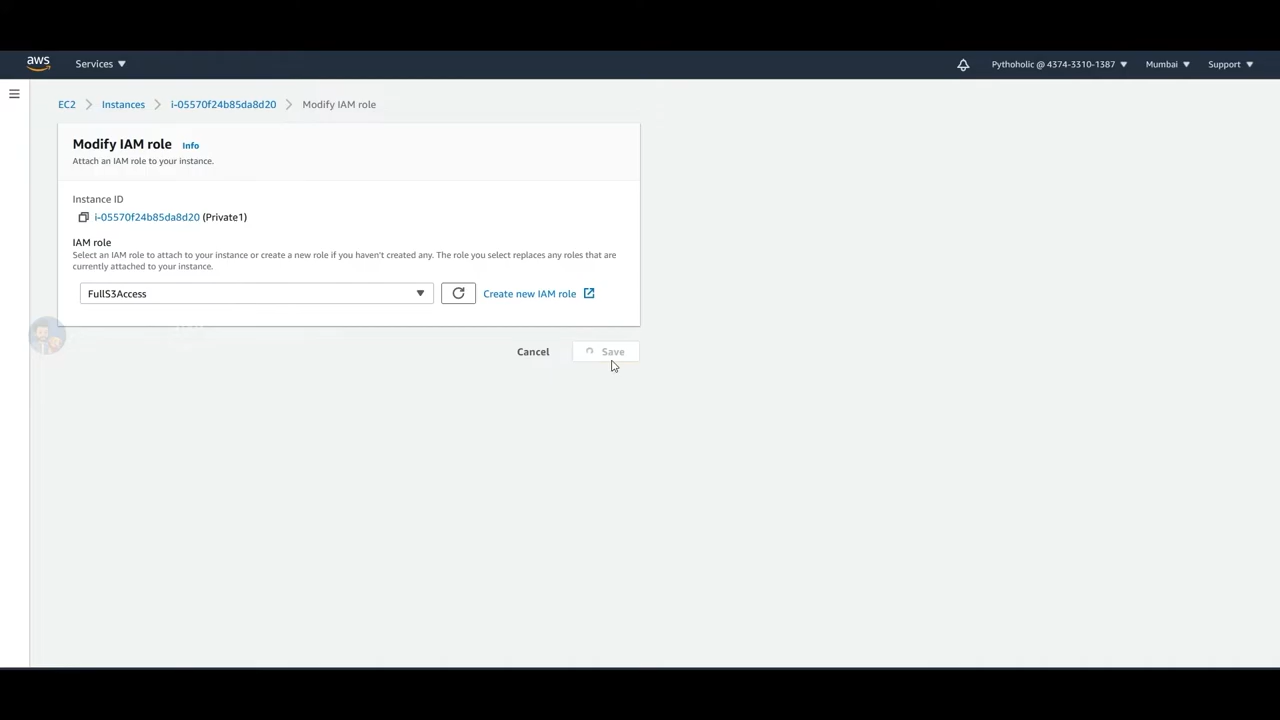 aws
Services
Pythoholic @ 4374-3310-1387
Mumbai
Support
EC2 Instances i-05570f24b85da8d20 Modify IAM role
Modify IAM role Info
Attach an IAM role to your instance.
Instance ID
i-05570f24b85da8d20 (Private1)
IAM role
Select an IAM role to attach to your instance or create a new role if you haven't created any. The role you select replaces any roles that are
currently attached to your instance.
FullS3Access
Create new IAM role
Cancel
Save